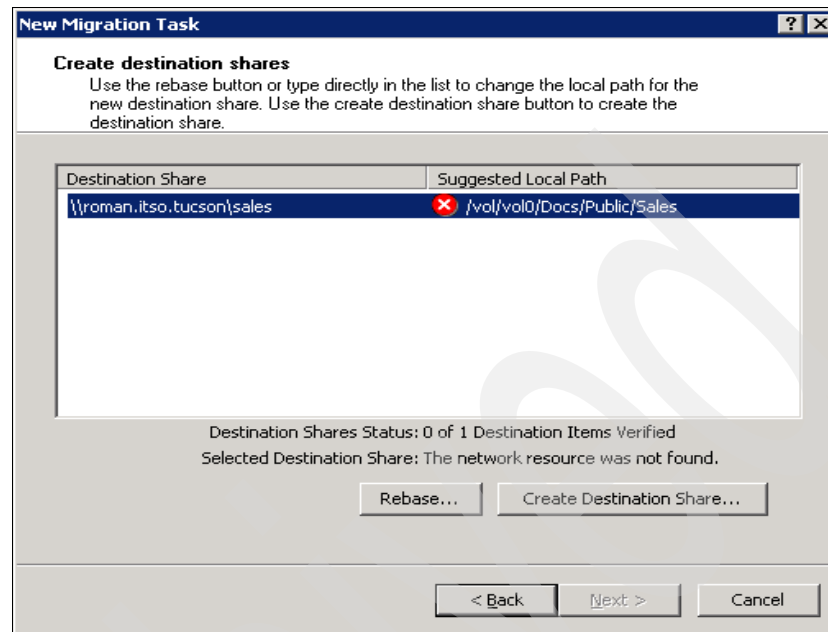 New Migration Task
Create destination shares
Use the rebase button or type directly in the list to change the local path for the
new destination share. Use the create destination share button to create the
destination share.
Destination Share Suggested Local Path
\\roman.itso.tucson\sales /vol/vol0/Docs/Public/Sales
Destination Shares Status: 0 of 1 Destination Items Verified
Selected Destination Share: The network resource was not found.
Rebase... Create Destination Share...
< Back Next > Cancel